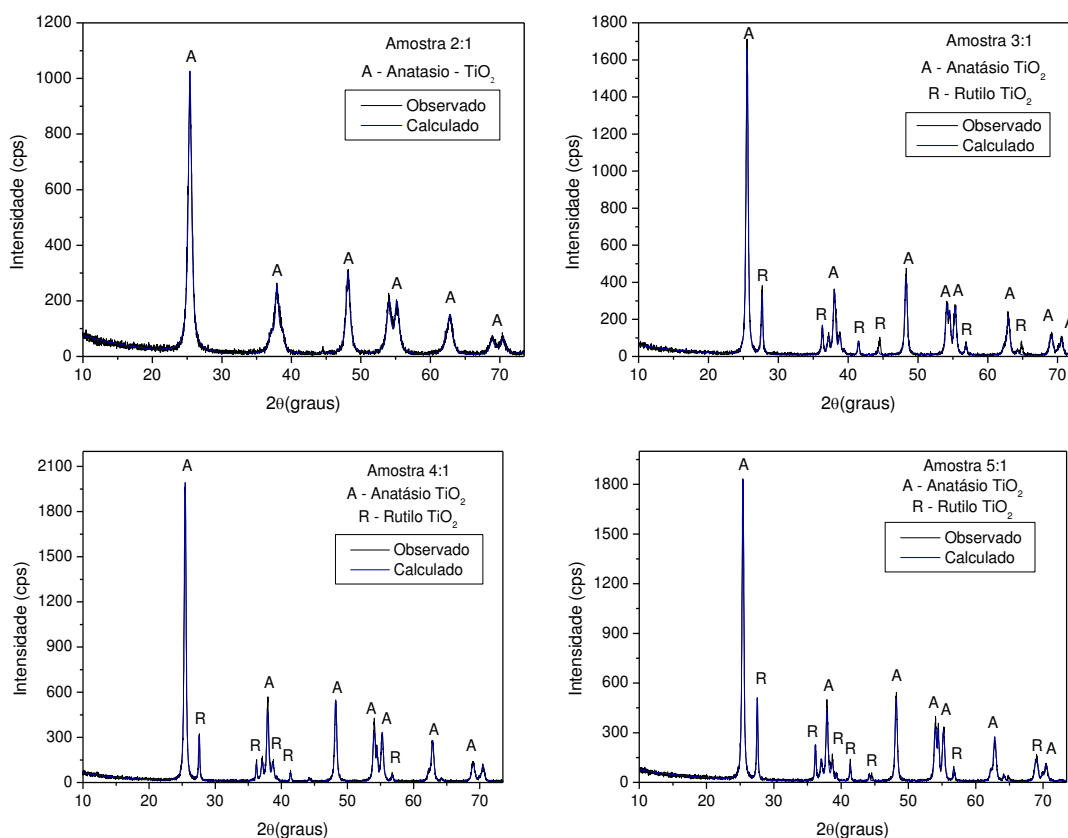 1200
1000
800
600
400
200
0
Intensidade (cps)
Amostra 2:1
A - Anatasio - TiO2
Observado
Calculado
A
A
A
A
A
A
10 20 30 40 50 60 70
2θ(graus)
1800
1600
1400
1200
1000
800
600
400
200
0
Intensidade (cps)
Amostra 3:1
A - Anatásio TiO2
R - Rutilo TiO2
Observado
Calculado
A
R
R
A
R
R
A
A A
R
A
R
A
A
10 20 30 40 50 60 70
2θ(graus)
2100
1800
1500
1200
900
600
300
0
Intensidade (cps)
Amostra 4:1
A - Anatásio TiO2
R - Rutilo TiO2
Observado
Calculado
A
R
R
A
R
R
A
A
A
R
A
A
10 20 30 40 50 60 70
2θ(graus)
1800
1500
1200
900
600
300
0
Intensidade (cps)
Amostra 5:1
A - Anatásio TiO2
R - Rutilo TiO2
Observado
Calculado
A
R
R
A
R
R
R
A
A
A
R
A
R
A
10 20 30 40 50 60 70
2θ(graus)